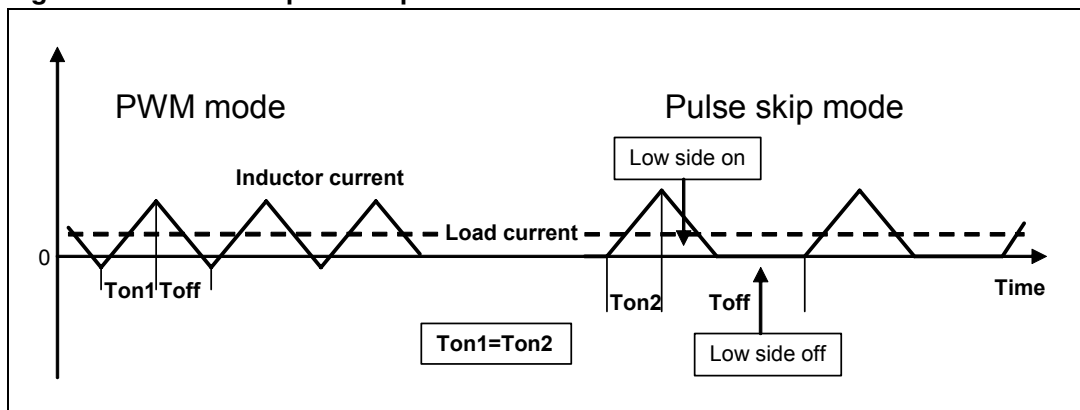 PWM mode
Pulse skip mode
Low side on
Inductor current
Load current
0
Ton1 Toff
Ton2
Toff
Time
Ton1=Ton2
Low side off